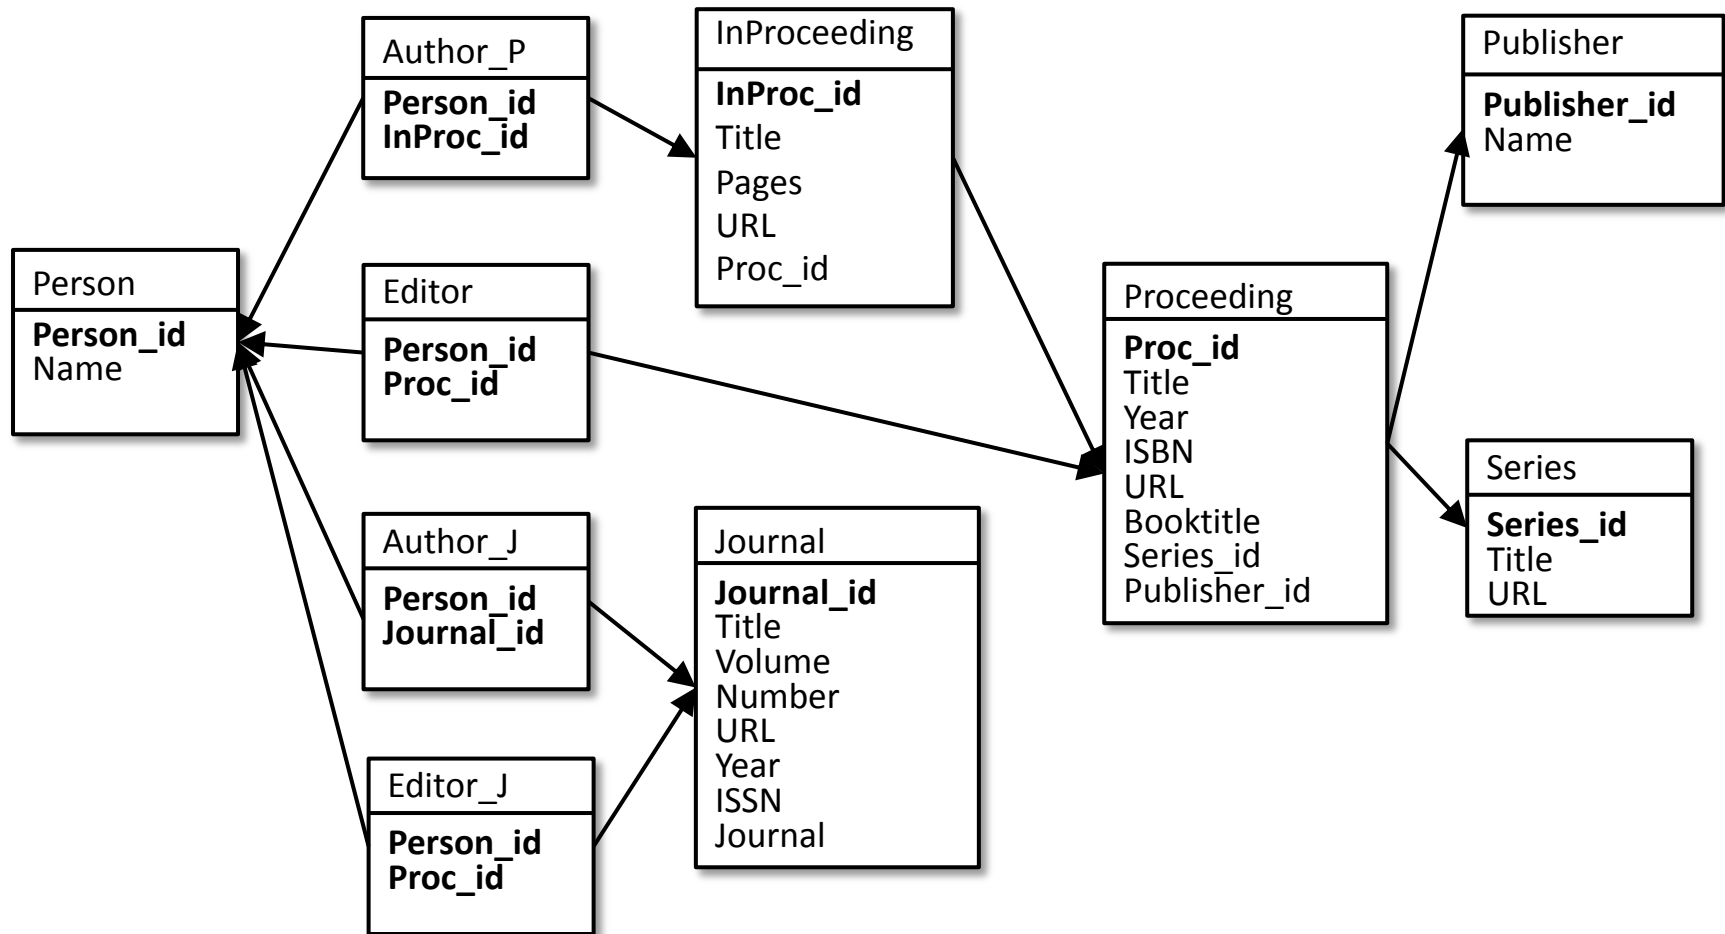 Person
Person_id
Name
Author_P
Person_id
InProc_id
Editor
Person_id
Proc_id
Author_J
Person_id
Journal_id
Editor_J
Person_id
Proc_id
InProceeding
InProc_id
Title
Pages
URL
Proc_id
Journal
Journal_id
Title
Volume
Number
URL
Year
ISSN
Journal
Proceeding
Proc_id
Title
Year
ISBN
URL
Booktitle
Series_id
Publisher_id
Publisher
Publisher_id
Name
Series
Series_id
Title
URL